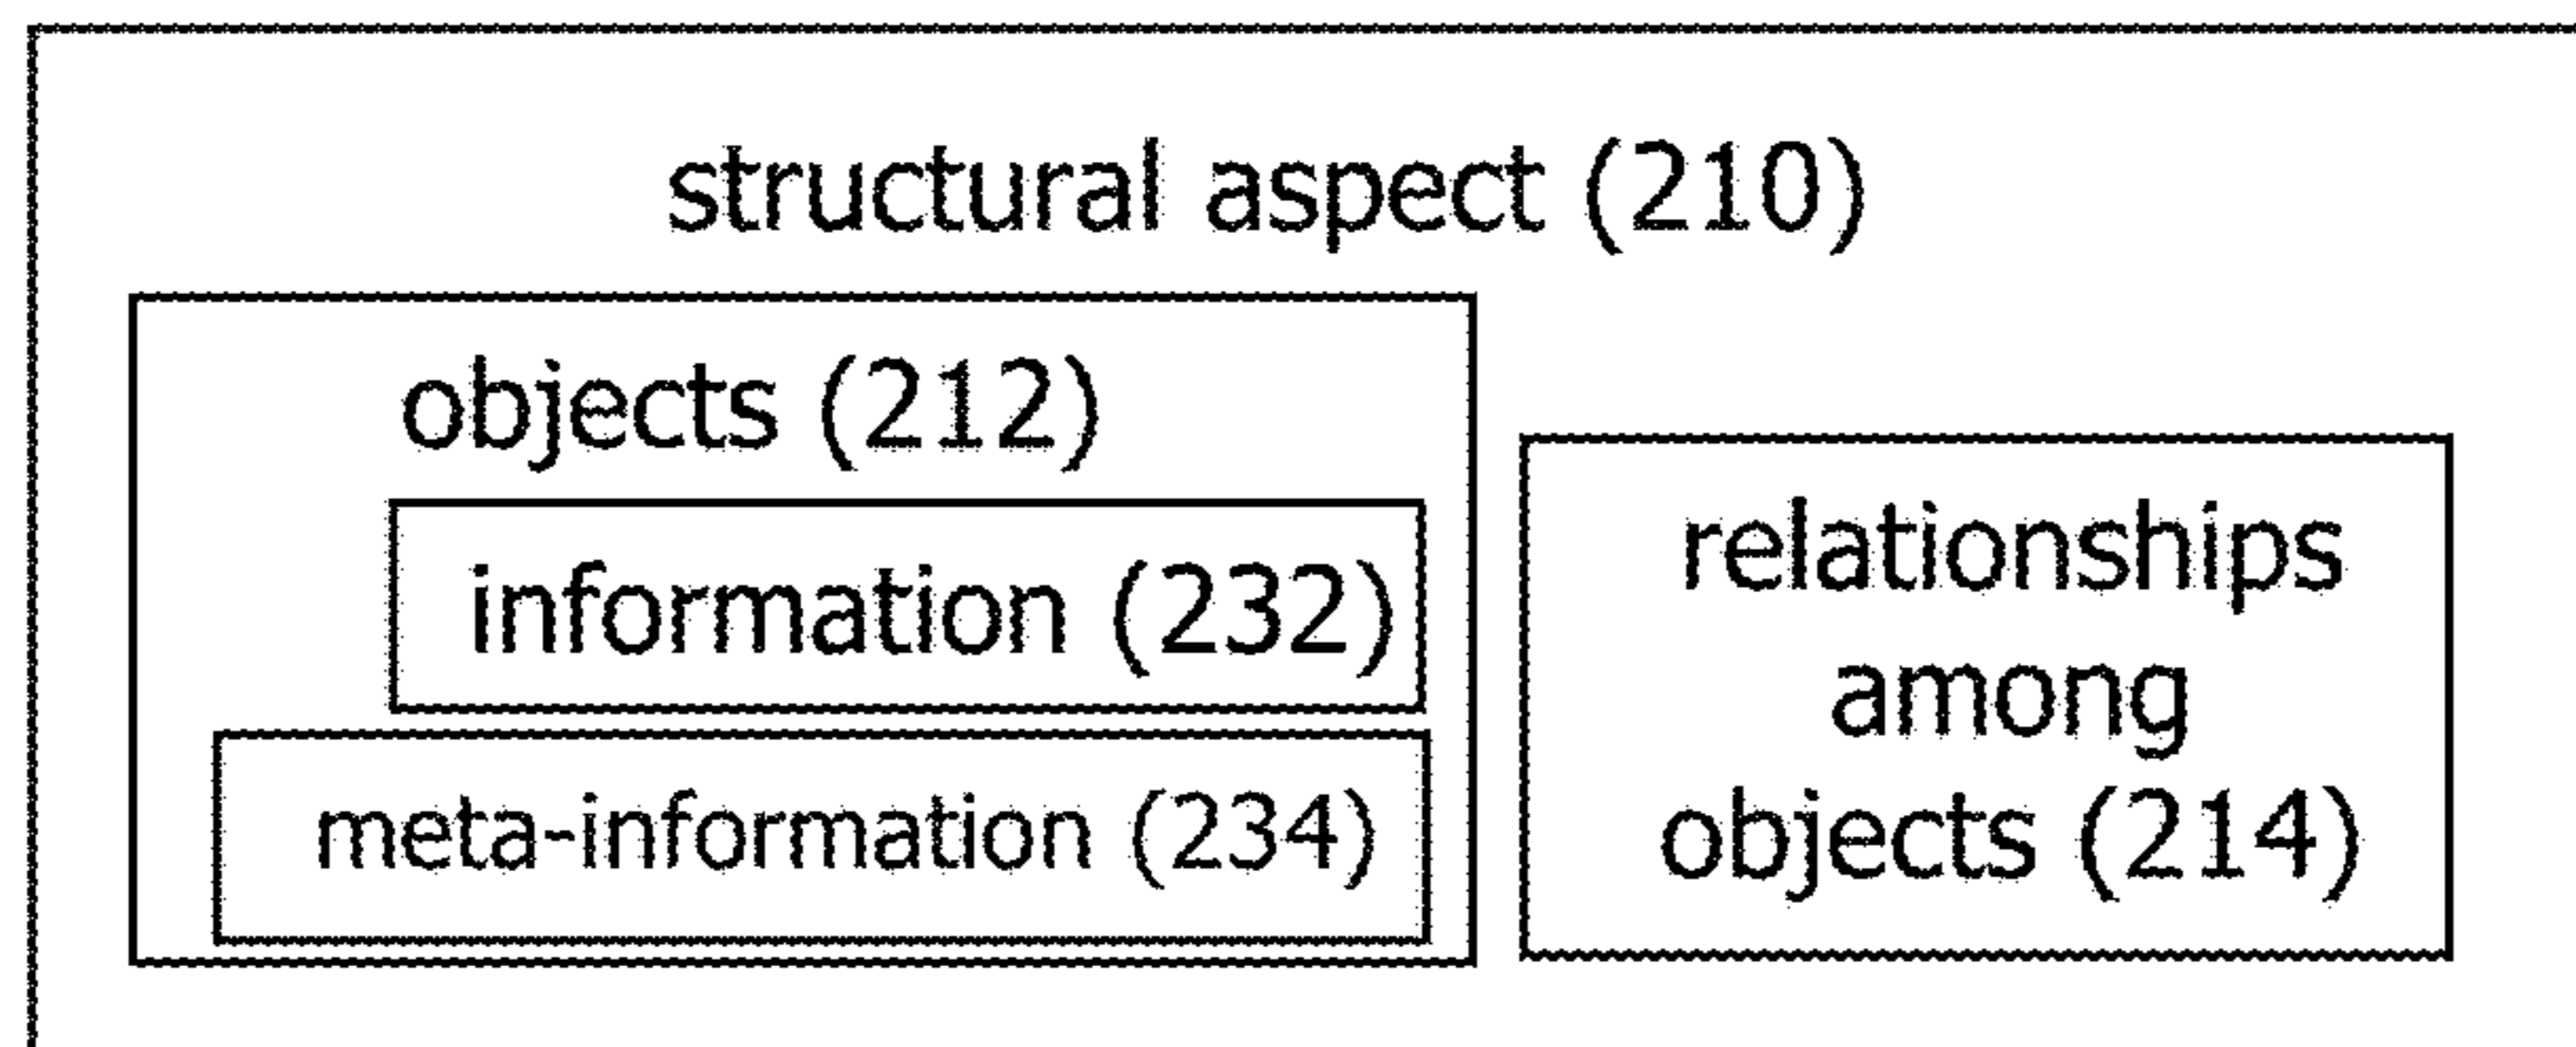 structural aspect (210)
objects (212)
information (232)
meta-information (234)
relationships
among
objects (214)